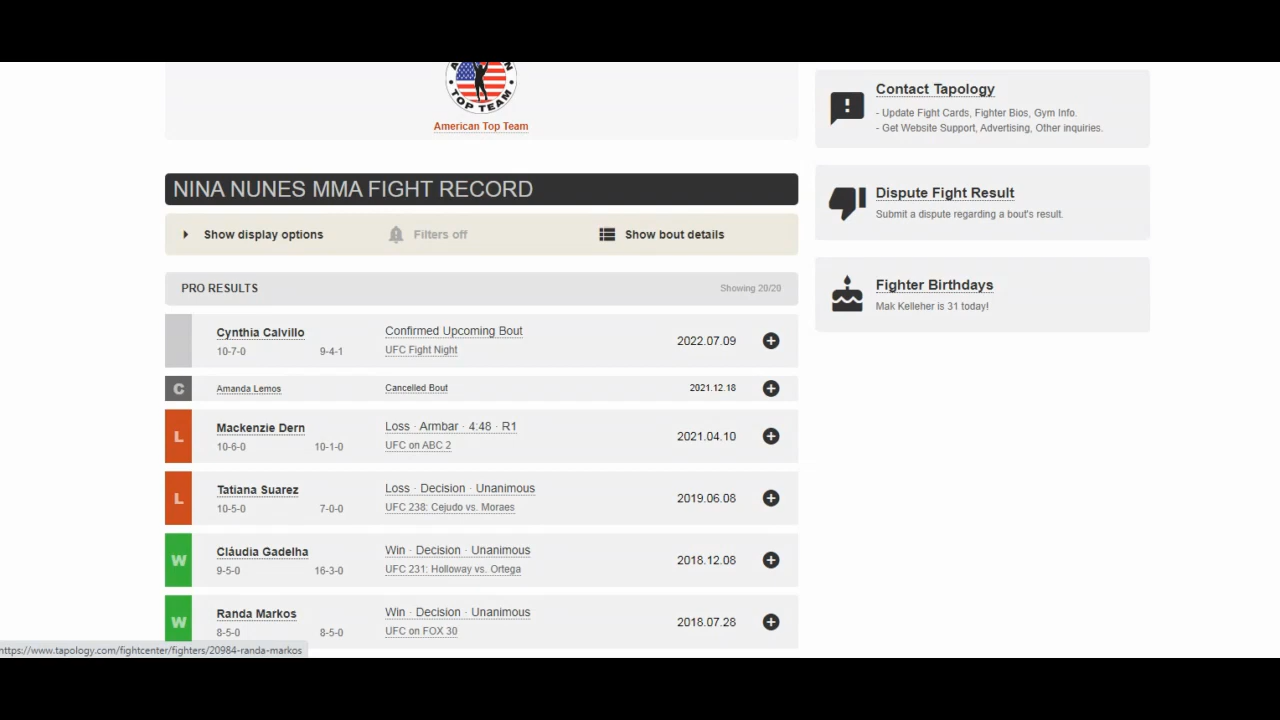 TOP TEAM
American Top Team
NINA NUNES MMA FIGHT RECORD
Show display options
Filters off
Show bout details
PRO RESULTS
Showing 20/20
Cynthia Calvillo
10-7-0 9-4-1
Confirmed Upcoming Bout
UFC Fight Night
2022.07.09
C
Amanda Lemos
Cancelled Bout
2021.12.18
L
Mackenzie Dern
10-6-0 10-1-0
Loss · Armbar · 4:48 · R1
UFC on ABC 2
2021.04.10
L
Tatiana Suarez
10-5-0 7-0-0
Loss · Decision · Unanimous
UFC 238: Cejudo vs. Moraes
2019.06.08
W
Cláudia Gadelha
9-5-0 16-3-0
Win · Decision · Unanimous
UFC 231: Holloway vs. Ortega
2018.12.08
W
Randa Markos
8-5-0 8-5-0
Win · Decision · Unanimous
UFC on FOX 30
2018.07.28
https://www.tapology.com/fightcenter/fighters/20984-randa-markos
Contact Tapology
- Update Fight Cards, Fighter Bios, Gym Info.
- Get Website Support, Advertising, Other inquiries.
Dispute Fight Result
Submit a dispute regarding a bout's result.
Fighter Birthdays
Mak Kelleher is 31 today!